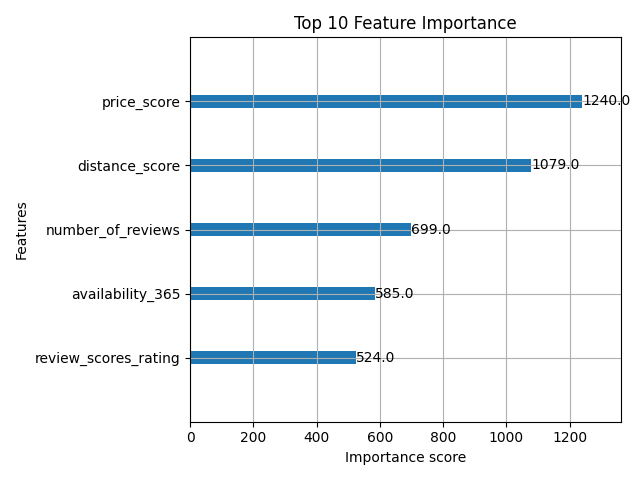 Top 10 Feature Importance
Features
price_score
1240.0
distance_score
1079.0
number_of_reviews
699.0
availability_365
585.0
review_scores_rating
524.0
0 200 400 600 800 1000 1200
Importance score